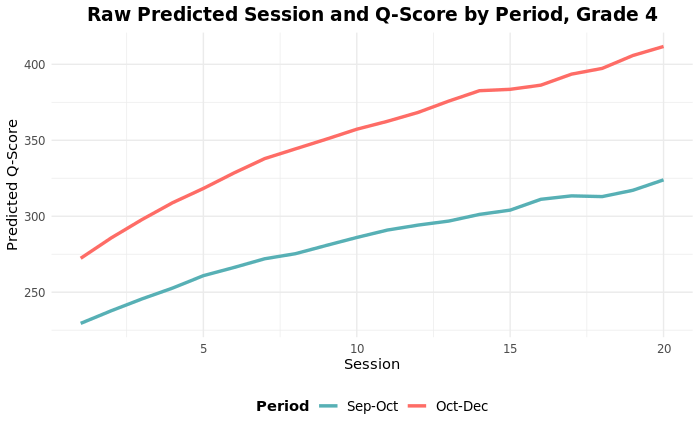 Raw Predicted Session and Q-Score by Period, Grade 4
Predicted Q-Score
400
350
300
250
5 10 15 20
Session
Period Sep-Oct Oct-Dec